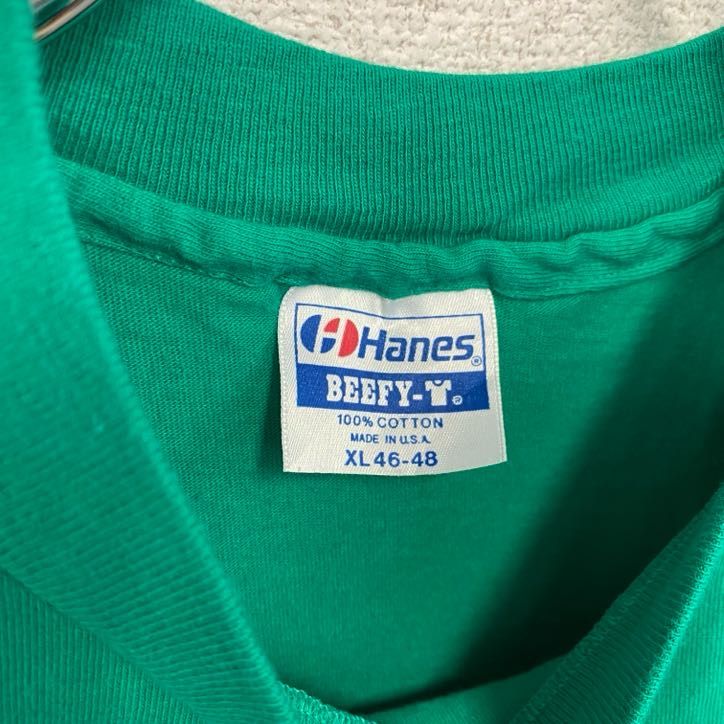 Hanes®
BEEFY-T®
100% COTTON
MADE IN U.S.A.
XL 46-48